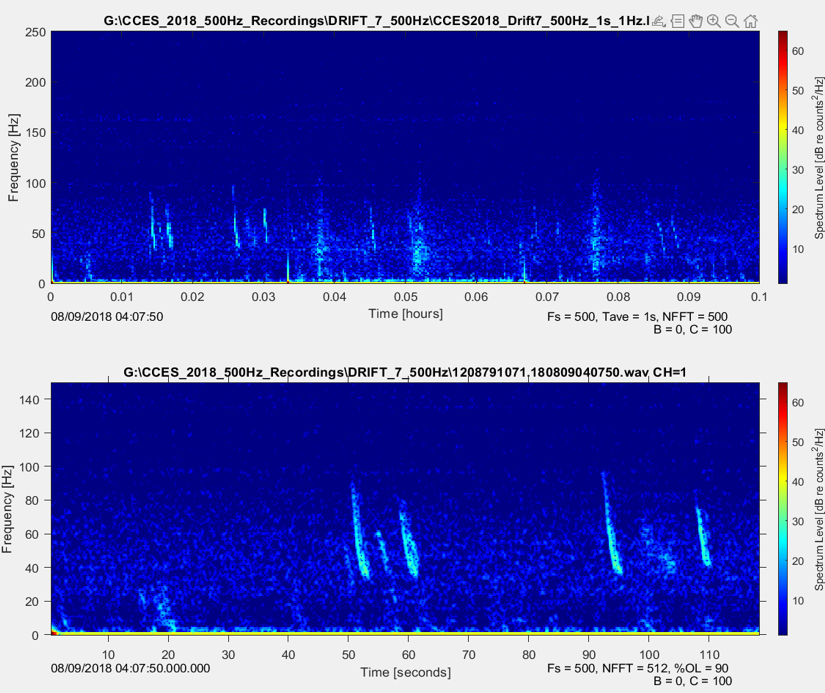 G:\CCES_2018_500Hz_Recordings\DRIFT_7_500Hz\CCES2018_Drift7_500Hz_1s_1Hz.l
250
200
150
100
50
0
Frequency [Hz]
0 0.01 0.02 0.03 0.04 0.05 0.06 0.07 0.08 0.09 0.1
Time [hours]
08/09/2018 04:07:50
Fs = 500, Tave = 1s, NFFT = 500
B = 0, C = 100
60
50
40
30
20
10
Spectrum Level [dB re counts²/Hz]
G:\CCES_2018_500Hz_Recordings\DRIFT_7_500Hz\1208791071.180809040750.wav CH=1
140
120
100
80
60
40
20
0
Frequency [Hz]
10 20 30 40 50 60 70 80 90 100 110
Time [seconds]
08/09/2018 04:07:50.000.000
Fs = 500, NFFT = 512, %OL = 90
B = 0, C = 100
60
50
40
30
20
10
Spectrum Level [dB re counts²/Hz]